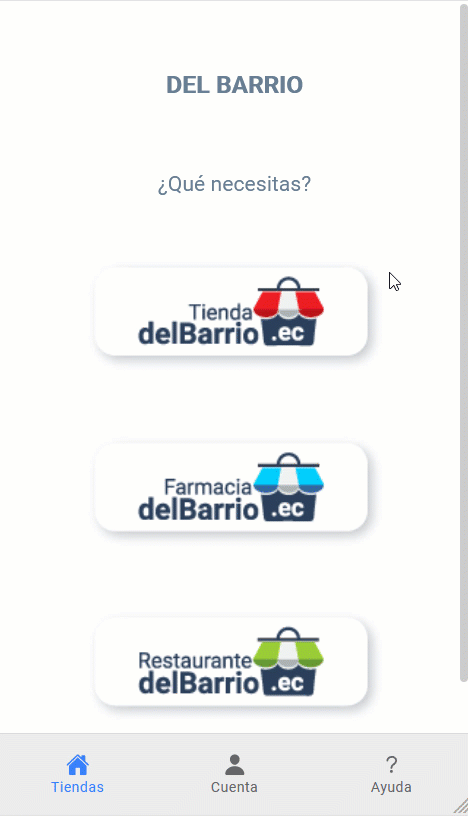 DEL BARRIO
¿Qué necesitas?
Tienda
delBarrio .ec
Farmacia
delBarrio .ec
Restaurante
delBarrio .ec
Tiendas Cuenta ? Ayuda